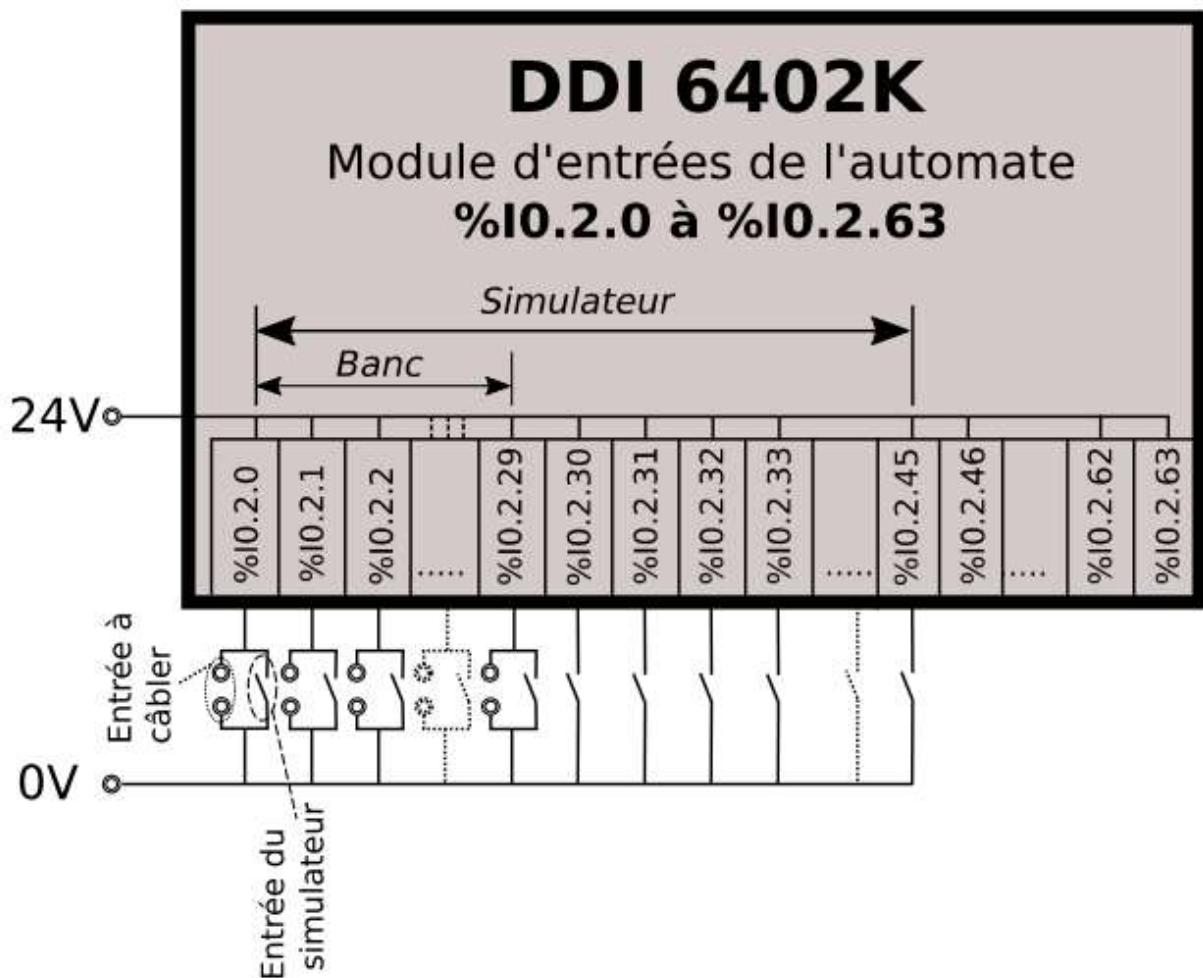 DDI 6402K
Module d'entrées de l'automate
%I0.2.0 à %I0.2.63
Simulateur
Banc
24V
%I0.2.0
%I0.2.1
%I0.2.2
.....
%I0.2.29
%I0.2.30
%I0.2.31
%I0.2.32
%I0.2.33
.....
%I0.2.45
%I0.2.46
.....
%I0.2.62
%I0.2.63
Entrée à
câbler
0V
Entrée du
simulateur